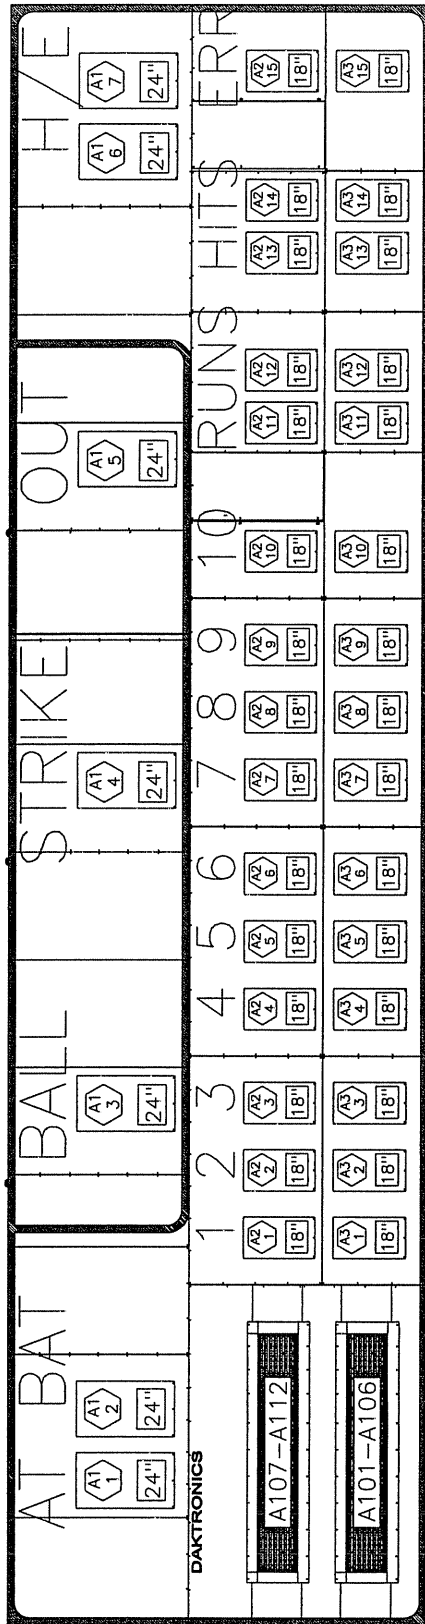 AT BAT BALL STRIKE OUT H/E
A1 1 A1 2 A1 3 A1 4 A1 5 A1 6 A1 7
24" 24" 24" 24" 24" 24" 24"
DAKTRONICS 1 2 3 4 5 6 7 8 9 10 RUNS HITS ERR
A107-A112 A2 1 A2 2 A2 3 A2 4 A2 5 A2 6 A2 7 A2 8 A2 9 A2 10 A2 11 A2 12 A2 13 A2 14 A2 15
18" 18" 18" 18" 18" 18" 18" 18" 18" 18" 18" 18" 18" 18" 18"
A101-A106 A3 1 A3 2 A3 3 A3 4 A3 5 A3 6 A3 7 A3 8 A3 9 A3 10 A3 11 A3 12 A3 13 A3 14 A3 15
18" 18" 18" 18" 18" 18" 18" 18" 18" 18" 18" 18" 18" 18" 18"